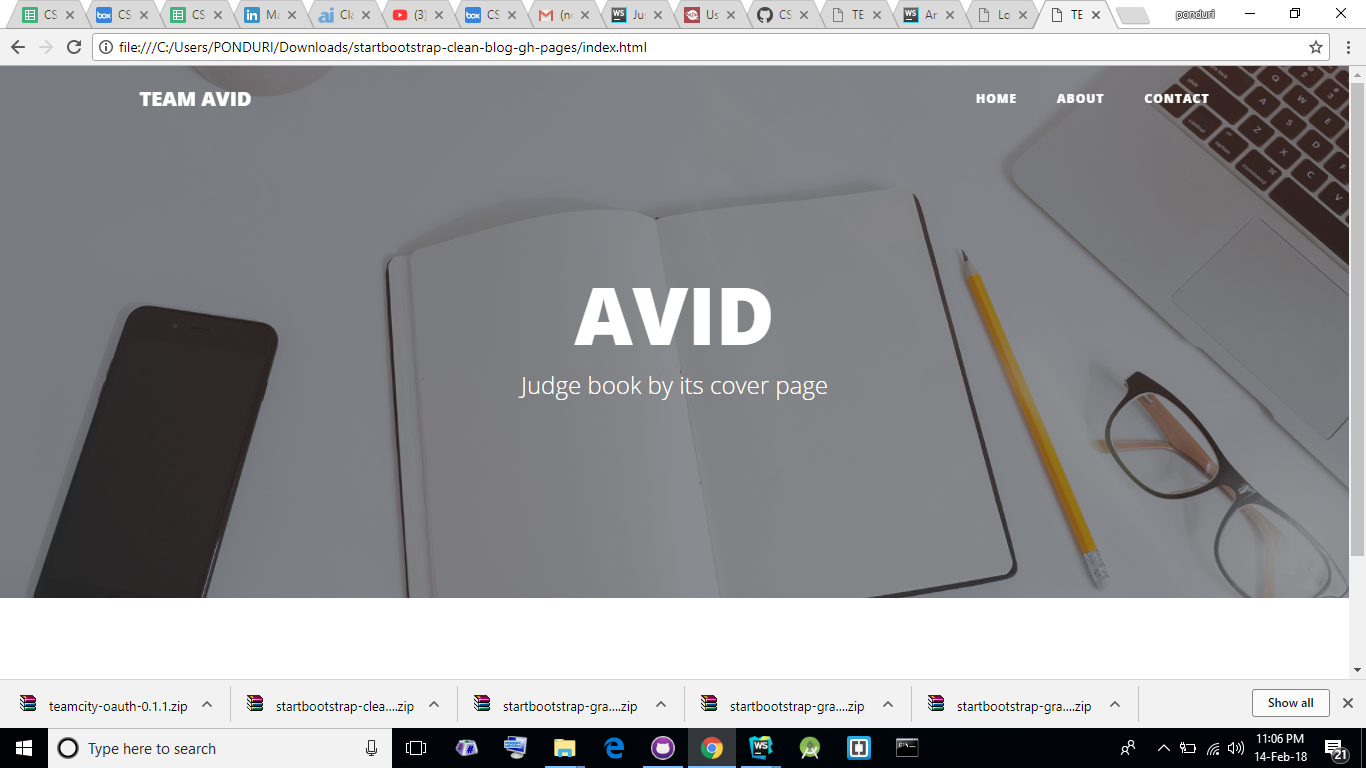 CS
CS
CS
Ma
Cla
(3)
CS
(no
Jus
Us
CS
TE
An
Lo
TE
ponduri
file:///C:/Users/PONDURI/Downloads/startbootstrap-clean-blog-gh-pages/index.html
TEAM AVID
HOME ABOUT CONTACT
AVID
Judge book by its cover page
teamcity-oauth-0.1.1.zip
startbootstrap-clea....zip
startbootstrap-gra....zip
startbootstrap-gra....zip
startbootstrap-gra....zip
Show all
Type here to search
11:06 PM
14-Feb-18
21